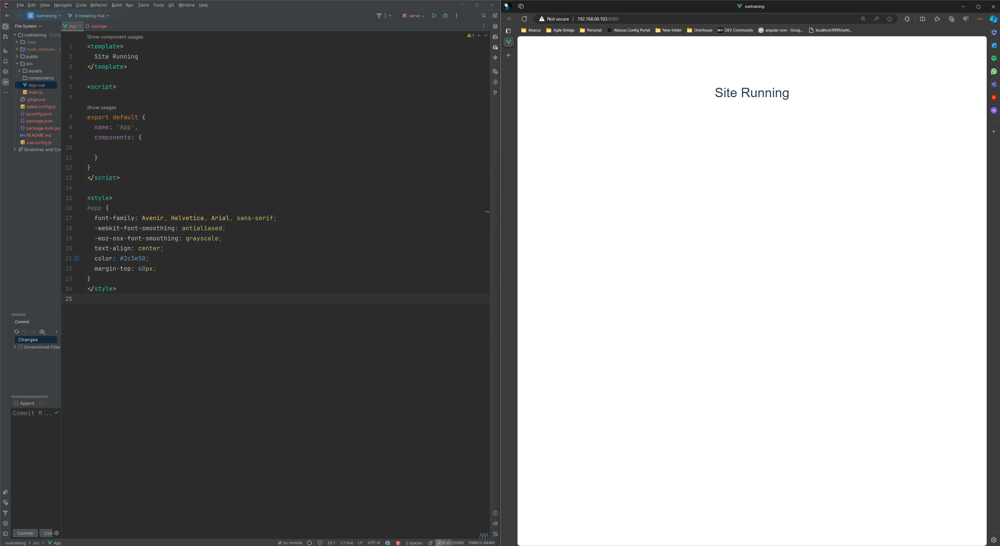 File Edit View Navigate Code Refactor Build Run Tests Tools Git Window Help
V vuetraining 0-Installing-Vue serve
File System
vuetraining E:\Ha
.idea
node_modules li
public
src
assets
components
App.vue
JS main.js
.gitignore
JS babel.config.js
{} jsconfig.json
{} package.json
{} package-lock.jso
M↓ README.md
JS vue.config.js
Scratches and Cor
Commit
Changes
Unversioned Files
Amend
Commit M...
Commit Con
App {} package
1
Show component usages
1 <template>
2 Site Running
3 </template>
4
5 <script>
6
Show usages
7 export default {
8 name: 'App',
9 components: {
10
11 }
12 }
13 </script>
14
15 <style>
16 #app {
17 font-family: Avenir, Helvetica, Arial, sans-serif;
18 -webkit-font-smoothing: antialiased;
19 -moz-osx-font-smoothing: grayscale;
20 text-align: center;
21 color: #2c3e50;
22 margin-top: 60px;
23 }
24 </style>
25
vuetraining > src > App
no remote 25:1 {} Vue LF UTF-8 2 spaces 426 of 2200M 108M in 644M
vuetraining
Not secure 192.168.68.103:8080
Abacus Agile Bridge Personal Abacus Config Portal New folder OneHouse DEV DEV Community G angular icon - Goog... localhost:9999/setti...
Site Running
H